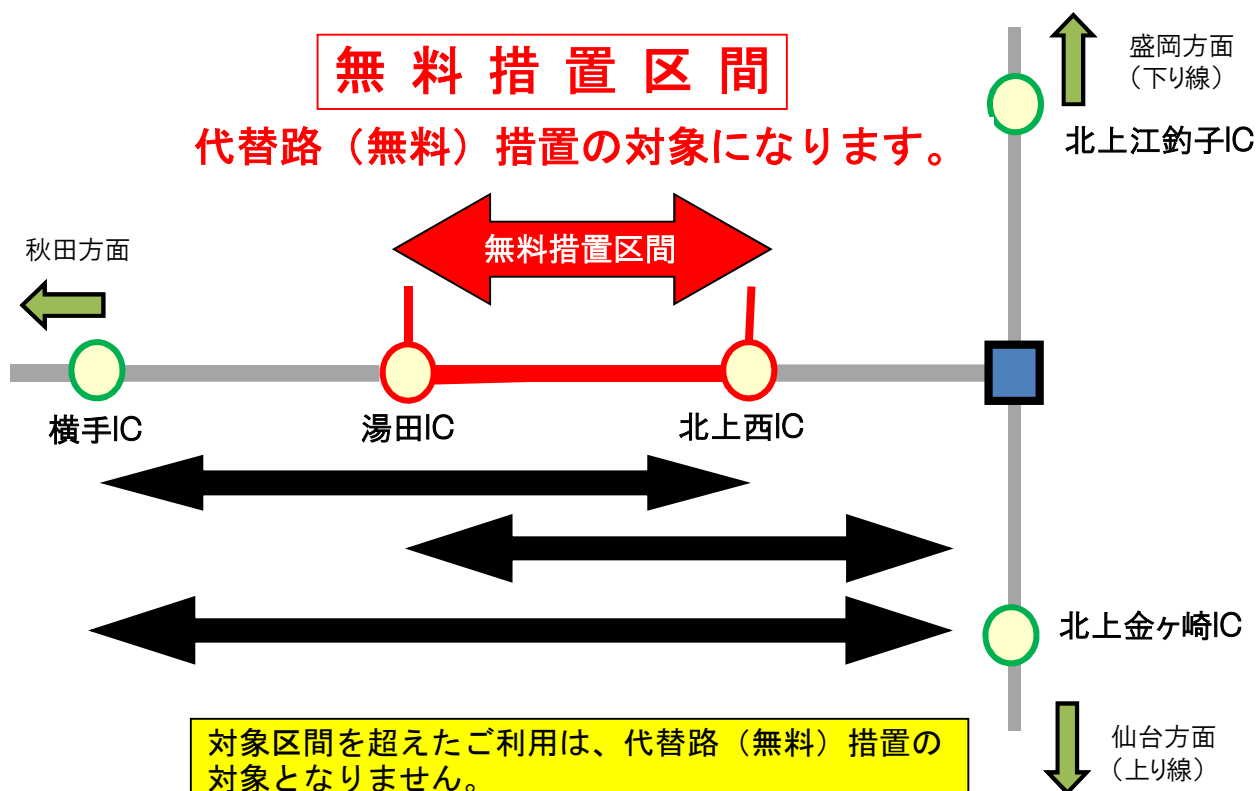 無料措置区間
代替路（無料）措置の対象になります。
盛岡方面
（下り線）
北上江釣子IC
無料措置区間
秋田方面
横手IC
湯田IC
北上西IC
北上金ヶ崎IC
対象区間を超えたご利用は、代替路（無料）措置の
対象となりません。
仙台方面
（上り線）